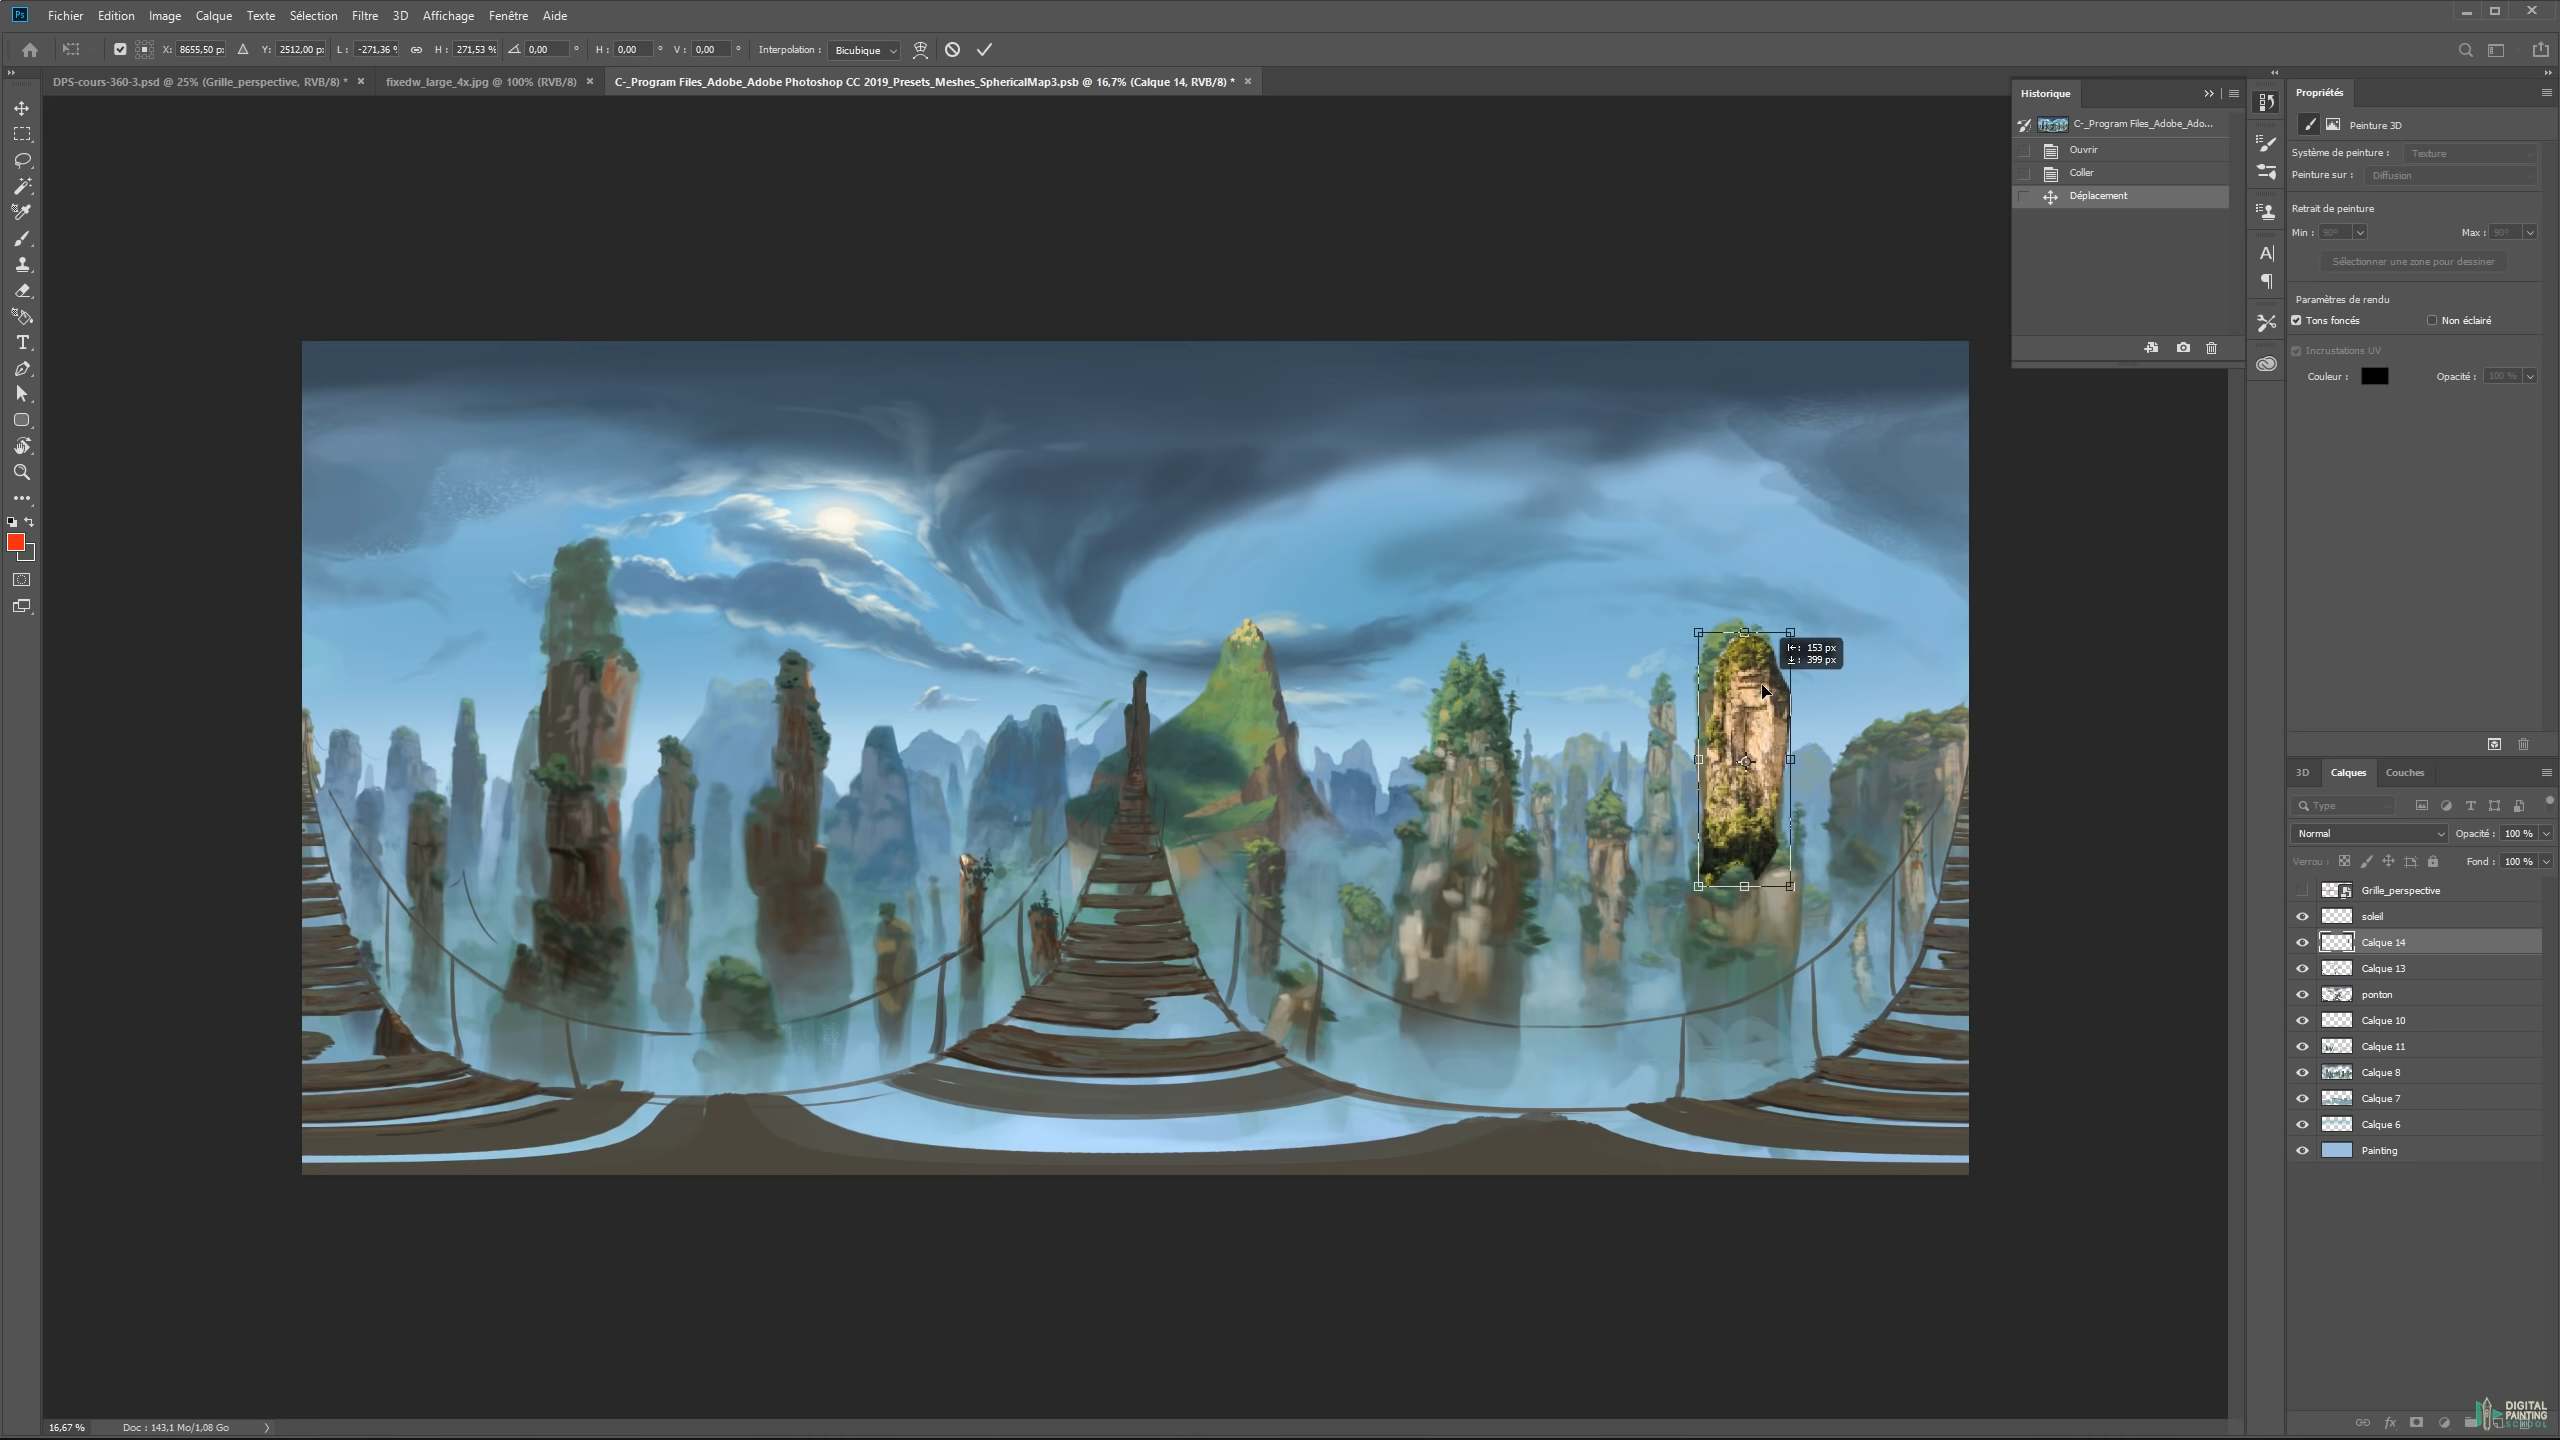 Ps Fichier Edition Image Calque Texte Sélection Filtre 3D Affichage Fenêtre Aide
X: 8655,50 p: Y: 2512,00 p: L : -271,36 % H : 271,53 % 0,00 ° H : 0,00 ° V : 0,00 ° Interpolation : Bicubique
DPS-cours-360-3.psd @ 25% (Grille_perspective, RVB/8) * fixedw_large_4x.jpg @ 100% (RVB/8) C-_Program Files_Adobe_Adobe Photoshop CC 2019_Presets_Meshes_SphericalMap3.psb @ 16,7% (Calque 14, RVB/8) *
Historique
C-_Program Files_Adobe_Ado...
Ouvrir
Coller
Déplacement
Propriétés
Peinture 3D
Système de peinture : Texture
Peinture sur : Diffusion
Retrait de peinture
Min : 90° Max : 90°
Sélectionner une zone pour dessiner
Paramètres de rendu
Tons foncés Non éclairé
Incrustations UV
Couleur : Opacité : 100 %
153 px
399 px
3D Calques Couches
Type
Normal Opacité : 100 %
Verrou : Fond : 100 %
Grille_perspective
soleil
Calque 14
Calque 13
ponton
Calque 10
Calque 11
Calque 8
Calque 7
Calque 6
Painting
16,67 % Doc : 143,1 Mo/1,08 Go
DIGITAL
PAINTING
SCHOOL